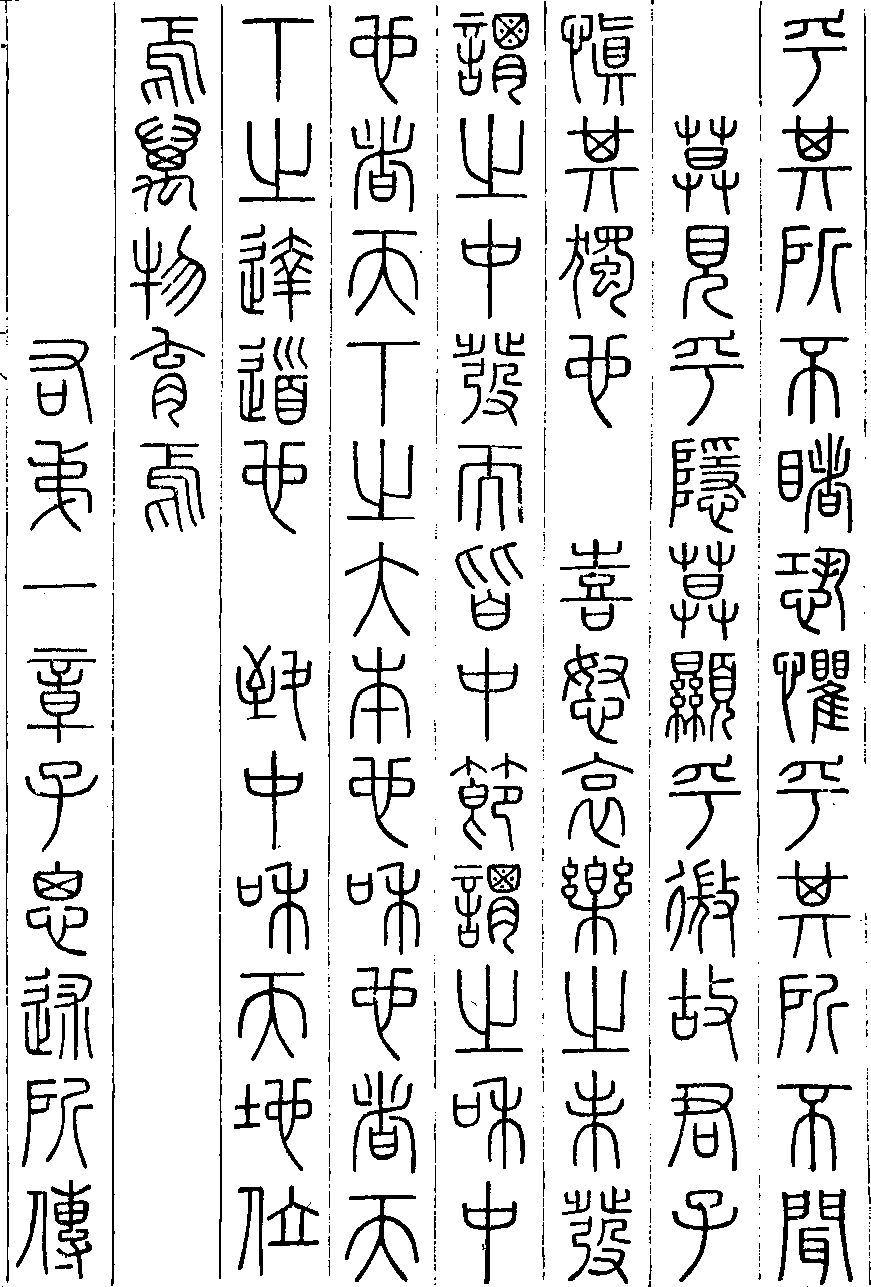 乎其所不睹恐懼乎其所不聞
莫見乎隱莫顯乎微故君子
慎其獨也　喜怒哀樂之未發
謂之中發而皆中節謂之和中
也者天下之大本也和也者天
下之達道也　致中和天地位
焉萬物育焉
右第一章子思述所傳